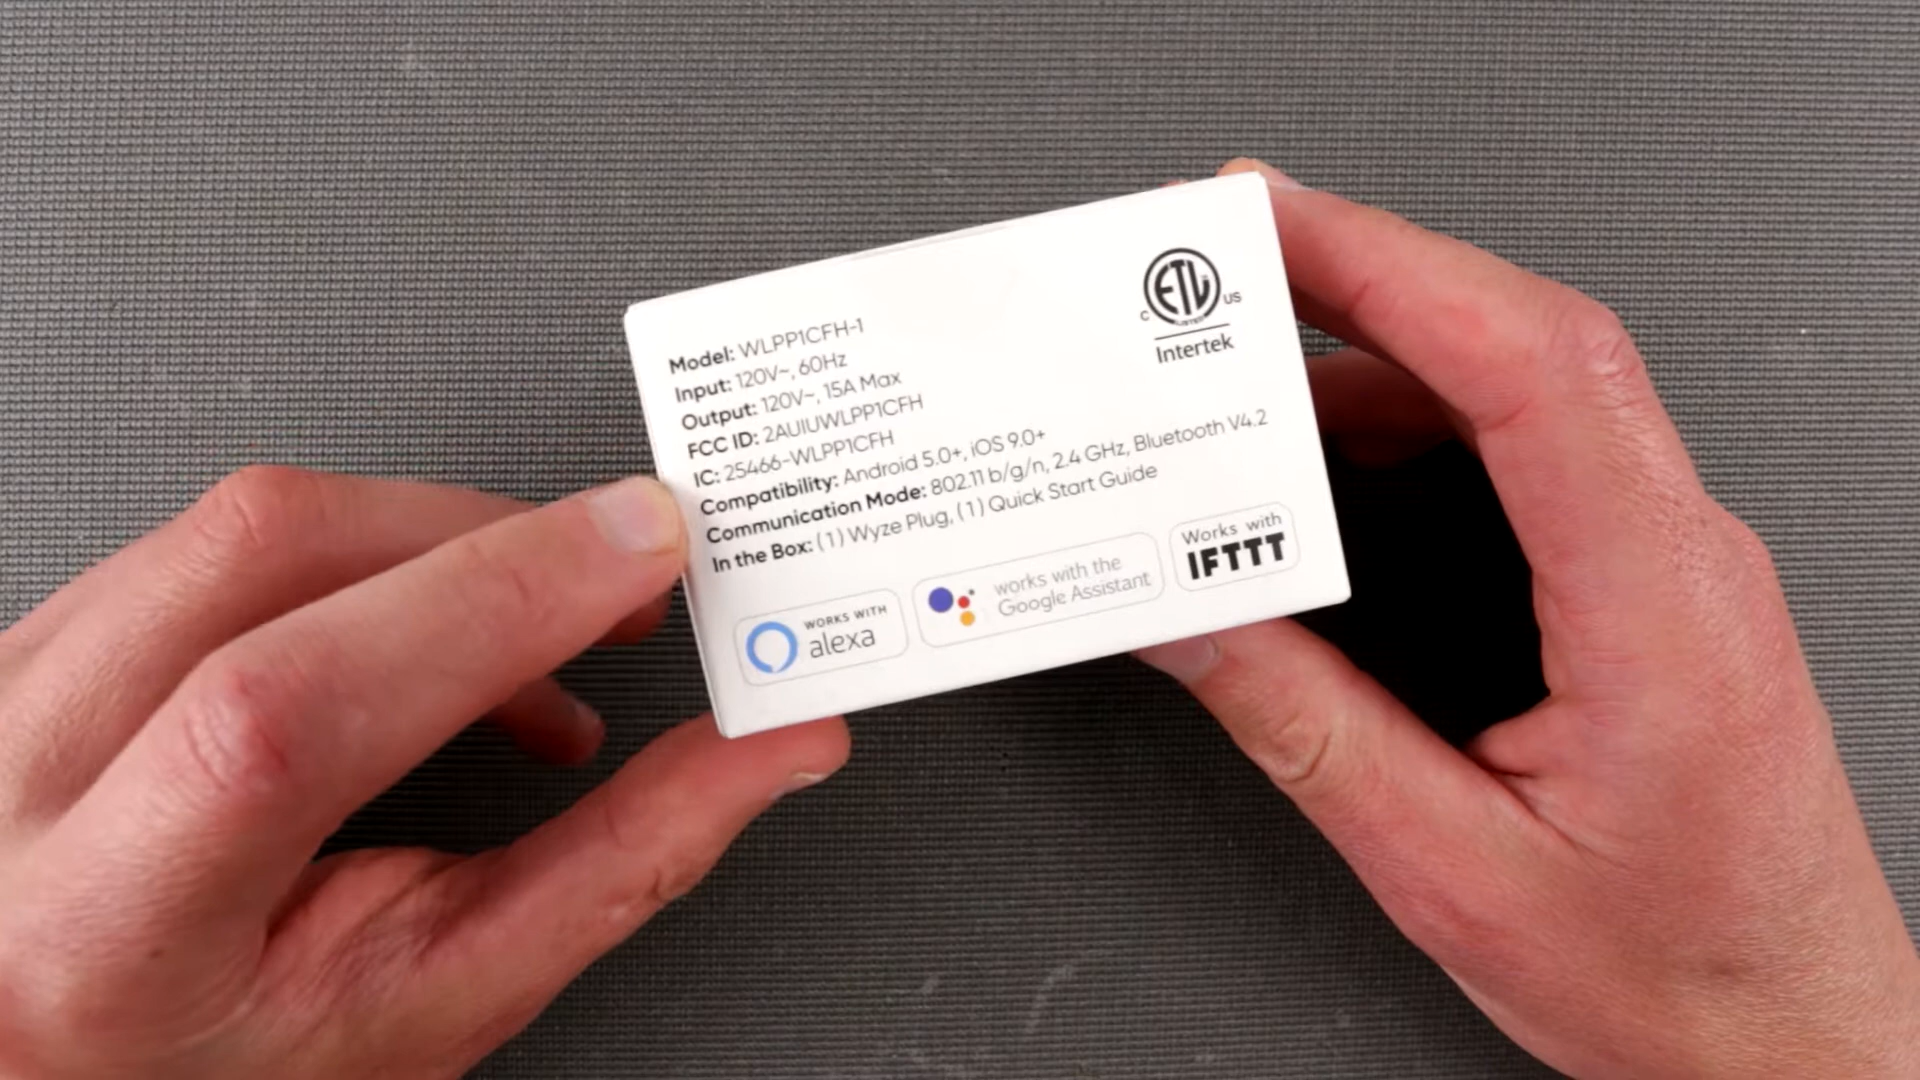 Model: WLPP1CFH-1
Input: 120V~, 60Hz
Output: 120V~, 15A Max
FCC ID: 2AUIUWLPP1CFH
IC: 25466-WLPP1CFH
Compatibility: Android 5.0+, iOS 9.0+
Communication Mode: 802.11 b/g/n, 2.4 GHz, Bluetooth V4.2
In the Box: (1) Wyze Plug, (1) Quick Start Guide
ETL
C US
LISTED
Intertek
WORKS WITH
alexa
works with the
Google Assistant
Works with
IFTTT